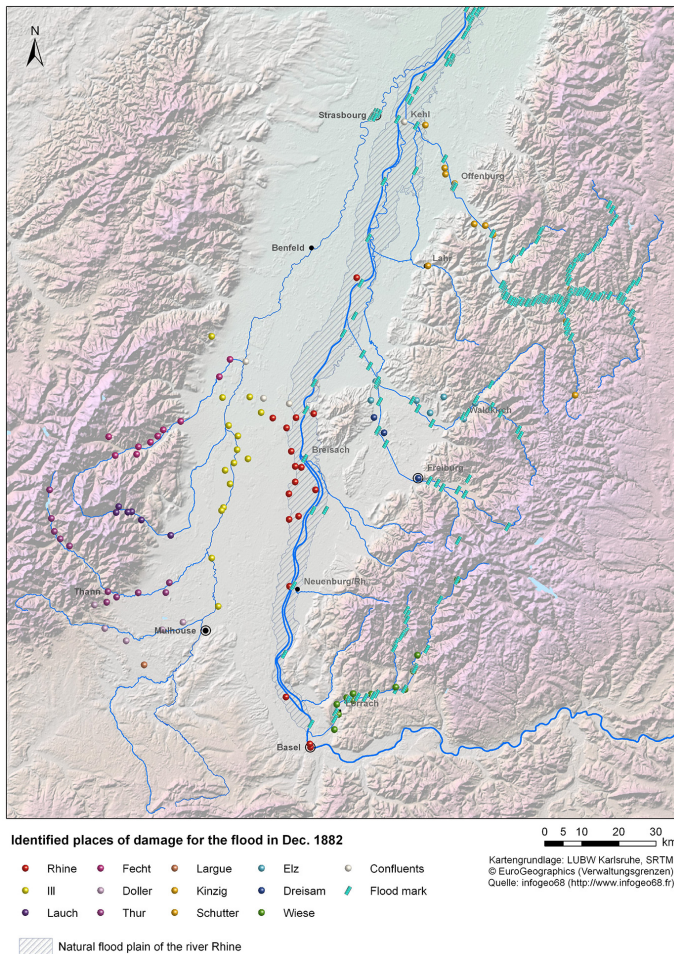 N
Strasbourg
Kehl
Offenburg
Benfeld
Lahr
Waldkirch
Breisach
Freiburg
Thann
Neuenburg/Rh.
Mulhouse
Lörrach
Basel
Identified places of damage for the flood in Dec. 1882
0 5 10 20 30 km
Rhine Fecht Largue Elz Confluents
Ill Doller Kinzig Dreisam Flood mark
Lauch Thur Schutter Wiese
Natural flood plain of the river Rhine
Kartengrundlage: LUBW Karlsruhe, SRTM
© EuroGeographics (Verwaltungsgrenzen)
Quelle: infogeo68 (http://www.infogeo68.fr)